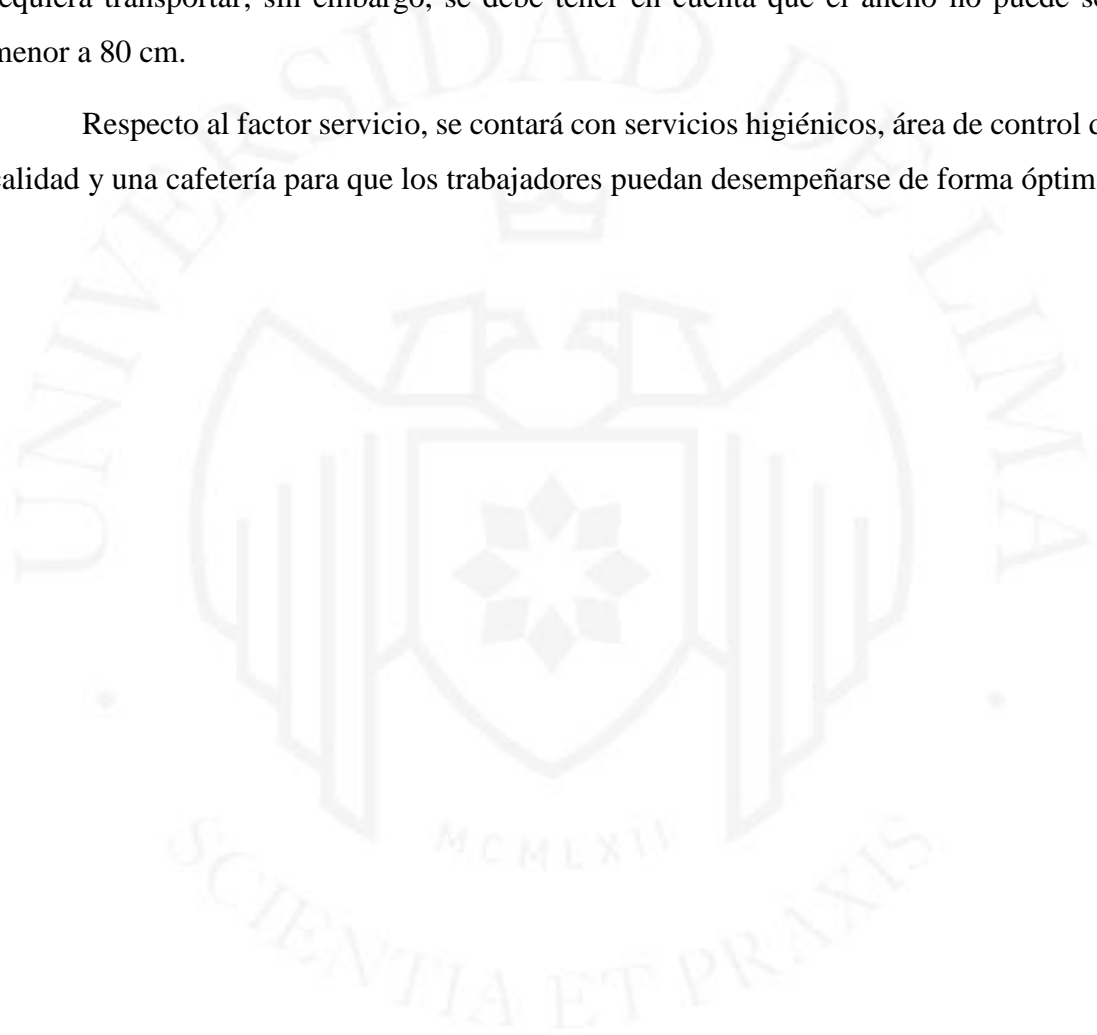 equiera transportar; sin embargo, se debe tener en cuenta que el ancho no puede s
menor a 80 cm.
Respecto al factor servicio, se contará con servicios higiénicos, área de control
calidad y una cafetería para que los trabajadores puedan desempeñarse de forma óptim
UNIVERSIDAD DE LIMA
MCMLXII
SCIENTIA ET PRAXIS